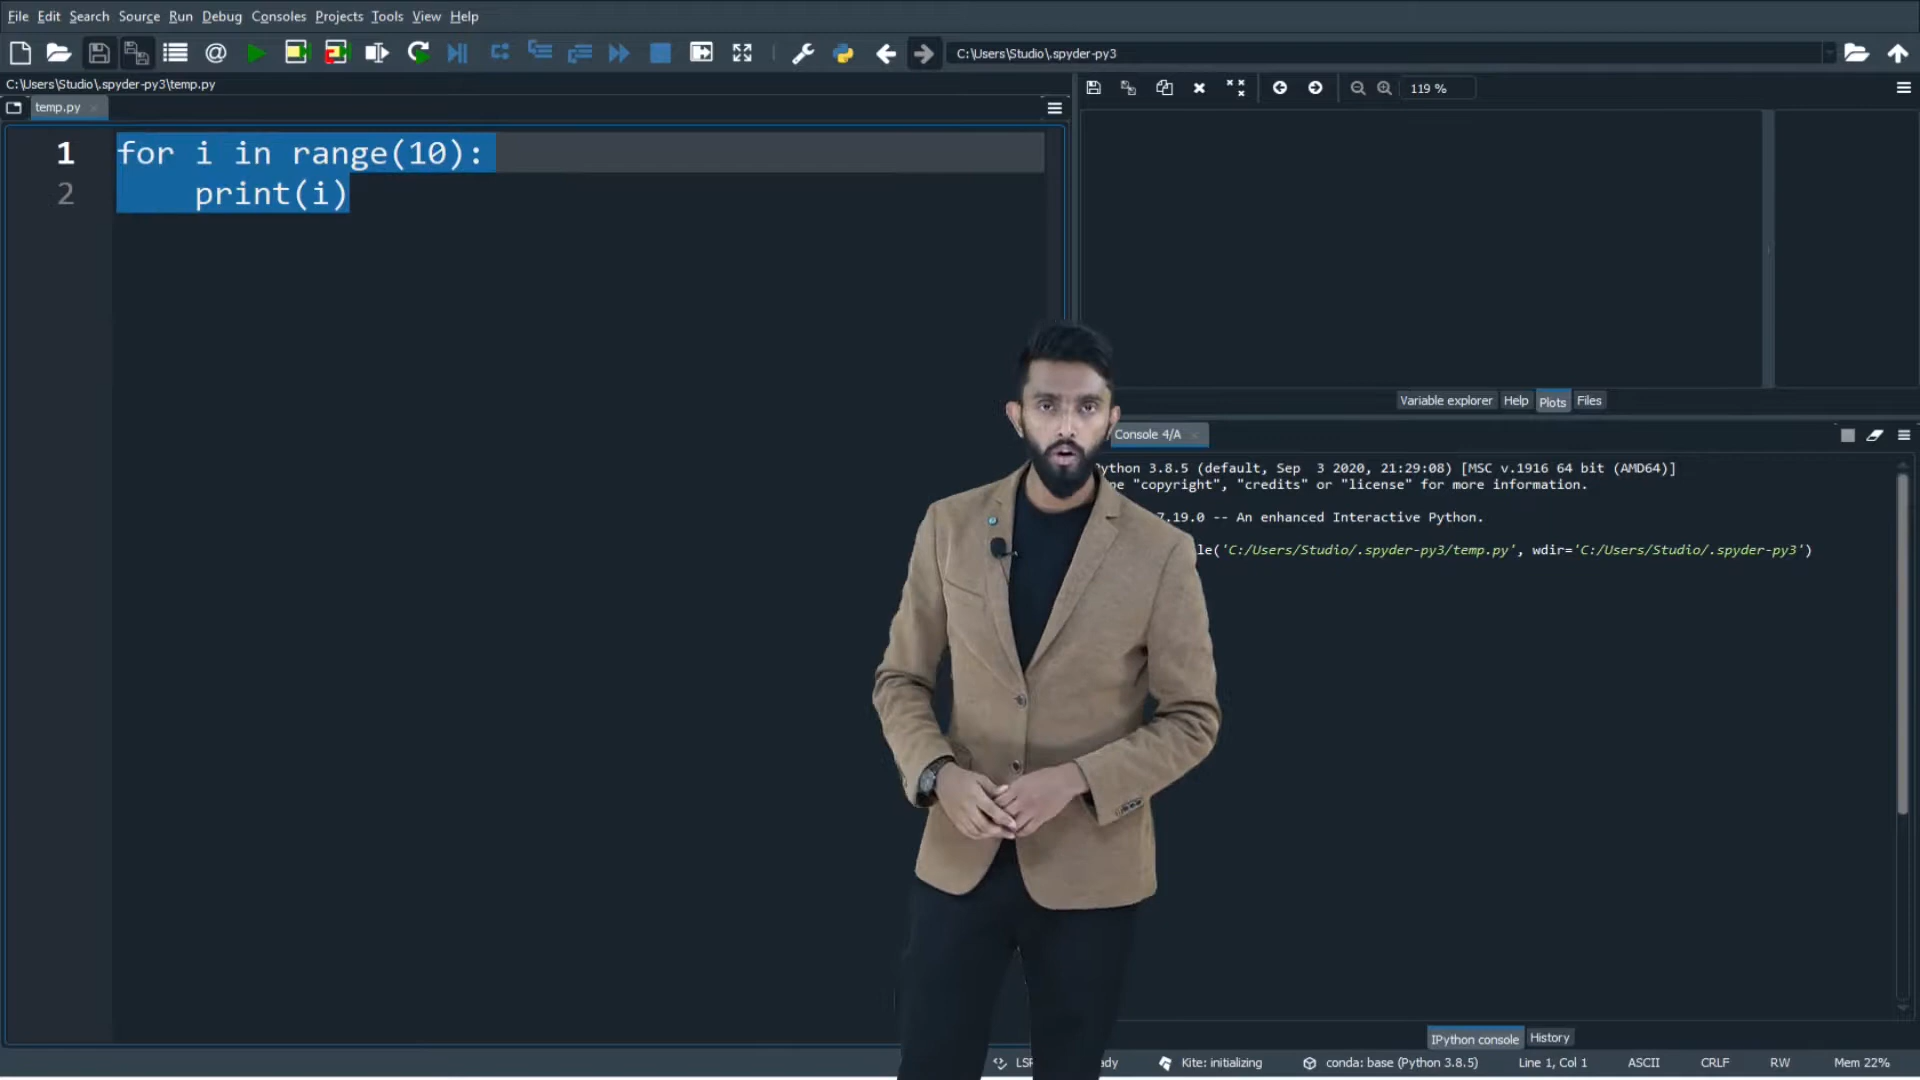 File Edit Search Source Run Debug Consoles Projects Tools View Help
C:\Users\Studio\.spyder-py3
C:\Users\Studio\.spyder-py3\temp.py
temp.py
119 %
1 for i in range(10):
2 print(i)
Variable explorer Help Plots Files
Console 4/A
ython 3.8.5 (default, Sep 3 2020, 21:29:08) [MSC v.1916 64 bit (AMD64)]
pe "copyright", "credits" or "license" for more information.
7.19.0 -- An enhanced Interactive Python.
le('C:/Users/Studio/.spyder-py3/temp.py', wdir='C:/Users/Studio/.spyder-py3')
IPython console History
LSP ady Kite: initializing conda: base (Python 3.8.5) Line 1, Col 1 ASCII CRLF RW Mem 22%